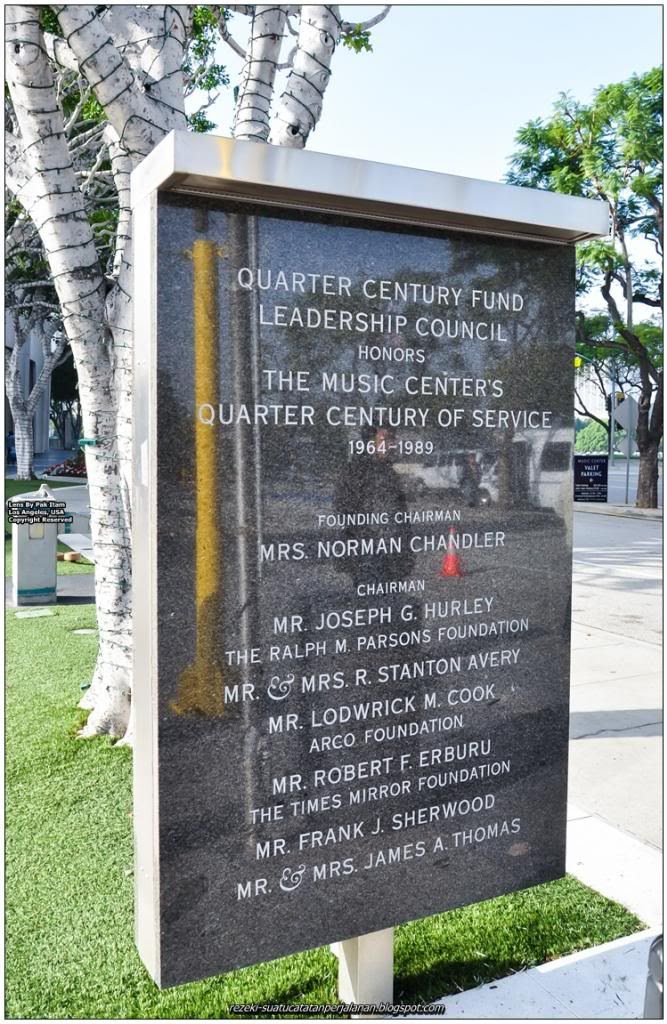 QUARTER CENTURY FUND
LEADERSHIP COUNCIL
HONORS
THE MUSIC CENTER'S
QUARTER CENTURY OF SERVICE
1964-1989
FOUNDING CHAIRMAN
MRS. NORMAN CHANDLER
CHAIRMAN
MR. JOSEPH G. HURLEY
THE RALPH M. PARSONS FOUNDATION
MR. & MRS. R. STANTON AVERY
MR. LODWRICK M. COOK
ARCO FOUNDATION
MR. ROBERT F. ERBURU
THE TIMES MIRROR FOUNDATION
MR. FRANK J. SHERWOOD
MR. & MRS. JAMES A. THOMAS
MUSIC CENTER
VALET
PARKING
Lens By Pak Itam
Los Angeles, USA
Copyright Reserved
rezeki-suatucatatanperjalanan.blogspot.com